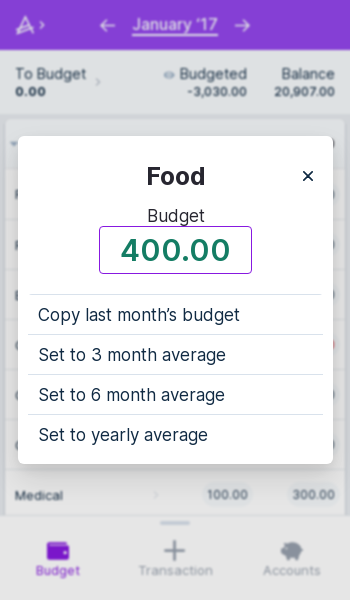 January '17
To Budget
Budgeted
Balance
0.00
-3,030.00
20,907.00
Food
Budget
400.00
Copy last month's budget
Set to 3 month average
Set to 6 month average
Set to yearly average
Medical
100.00
300.00
Budget
Transaction
Accounts